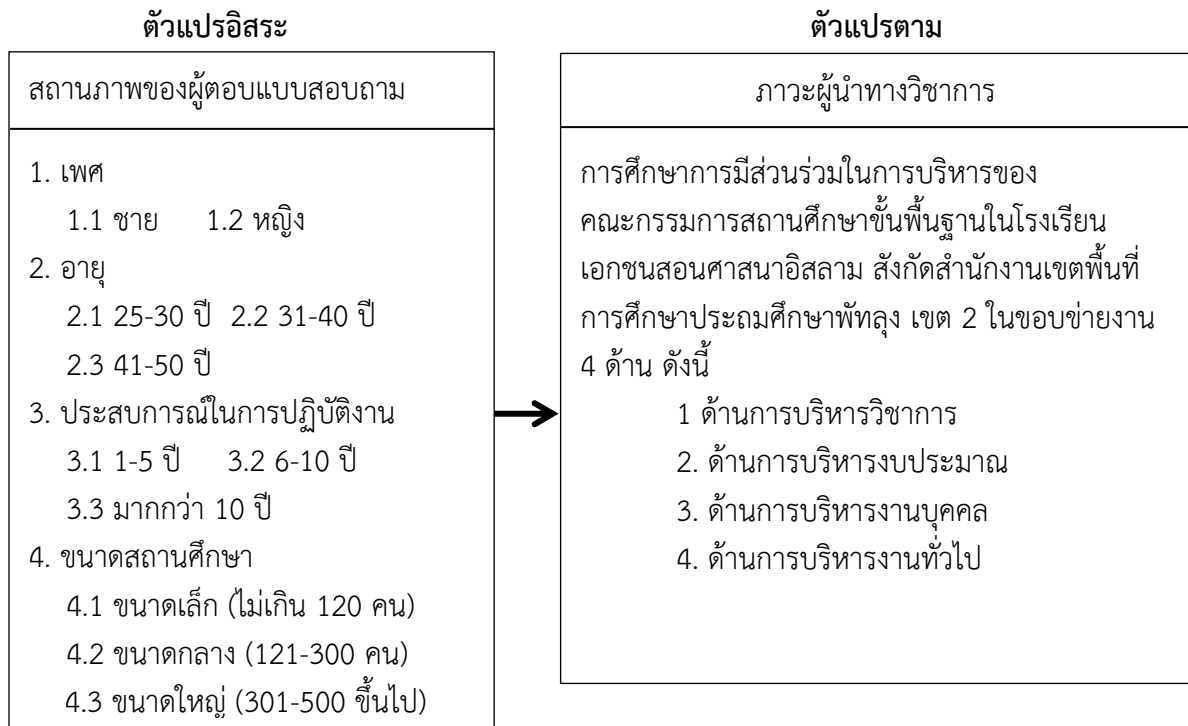 ตัวแปรอิสระ
สถานภาพของผู้ตอบแบบสอบถาม
1. เพศ
1.1 ชาย 1.2 หญิง
2. อายุ
2.1 25-30 ปี 2.2 31-40 ปี
2.3 41-50 ปี
3. ประสบการณ์ในการปฏิบัติงาน
3.1 1-5 ปี 3.2 6-10 ปี
3.3 มากกว่า 10 ปี
4. ขนาดสถานศึกษา
4.1 ขนาดเล็ก (ไม่เกิน 120 คน)
4.2 ขนาดกลาง (121-300 คน)
4.3 ขนาดใหญ่ (301-500 ขึ้นไป)
ตัวแปรตาม
ภาวะผู้นำทางวิชาการ
การศึกษาการมีส่วนร่วมในการบริหารของ
คณะกรรมการสถานศึกษาขั้นพื้นฐานในโรงเรียน
เอกชนสอนศาสนาอิสลาม สังกัดสำนักงานเขตพื้นที่
การศึกษาประถมศึกษาพัทลุง เขต 2 ในขอบข่ายงาน
4 ด้าน ดังนี้
1 ด้านการบริหารวิชาการ
2. ด้านการบริหารงบประมาณ
3. ด้านการบริหารงานบุคคล
4. ด้านการบริหารงานทั่วไป